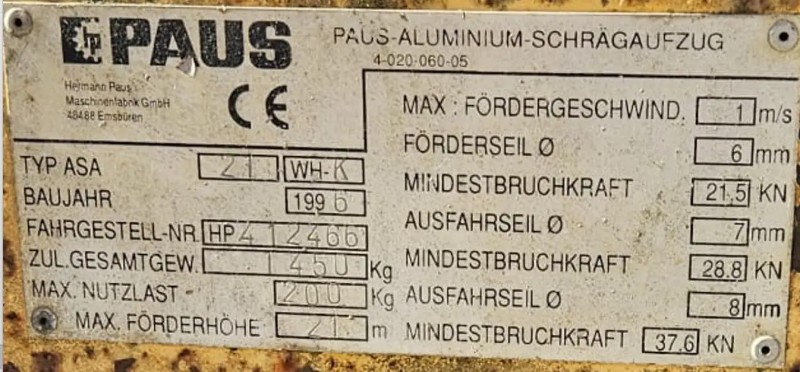 PAUS
PAUS-ALUMINIUM-SCHRÄGAUFZUG
4-020-060-05
Hermann Paus
Maschinenfabrik GmbH
48488 Emsbüren
CE
TYP ASA 21 WH-K
BAUJAHR 1996
FAHRGESTELL-NR. HP412466
ZUL.GESAMTGEW. 1450 Kg
MAX. NUTZLAST 200 Kg
MAX. FÖRDERHÖHE 21 m
MAX : FÖRDERGESCHWIND. 1 m/s
FÖRDERSEIL Ø 6 mm
MINDESTBRUCHKRAFT 21.5 KN
AUSFAHRSEIL Ø 7 mm
MINDESTBRUCHKRAFT 28.8 KN
AUSFAHRSEIL Ø 8 mm
MINDESTBRUCHKRAFT 37.6 KN